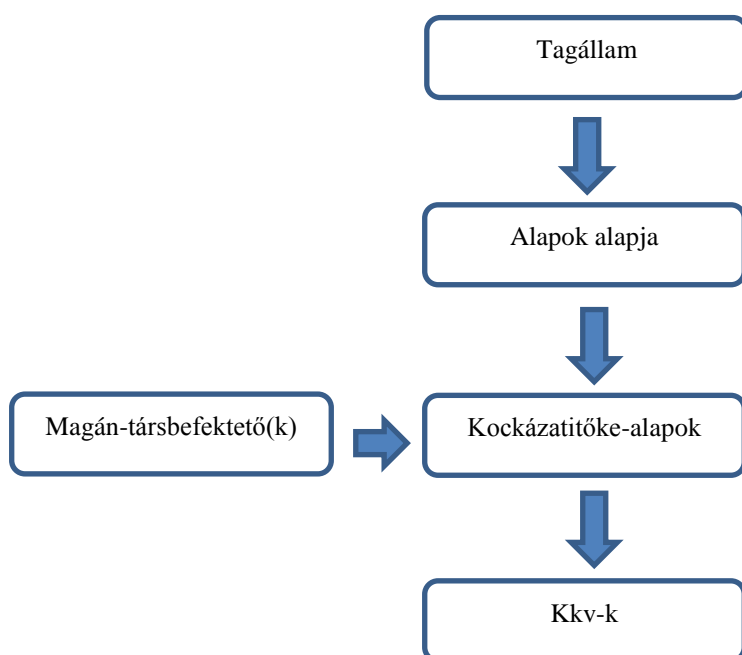 Tagállam
Alapok alapja
Magán-társbefektető(k)
Kockázatitőke-alapok
Kkv-k